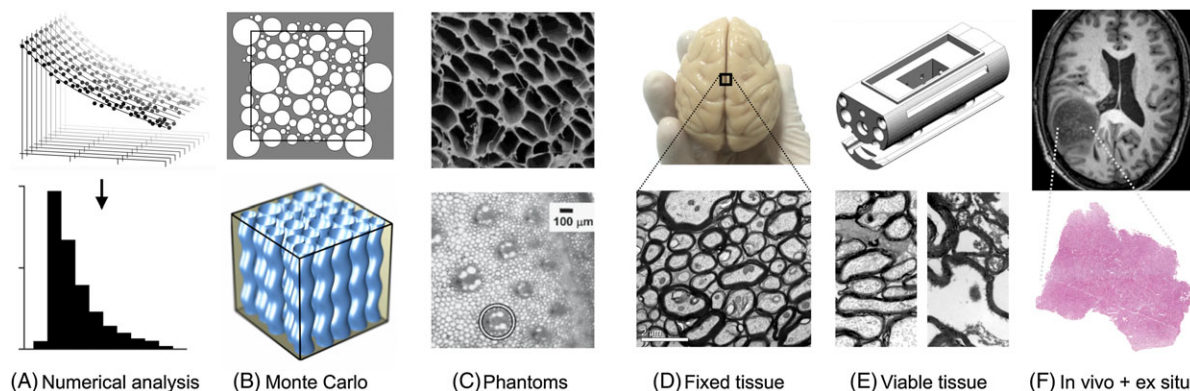 100 μm
(A) Numerical analysis
(B) Monte Carlo
(C) Phantoms
(D) Fixed tissue
(E) Viable tissue
(F) In vivo + ex situ